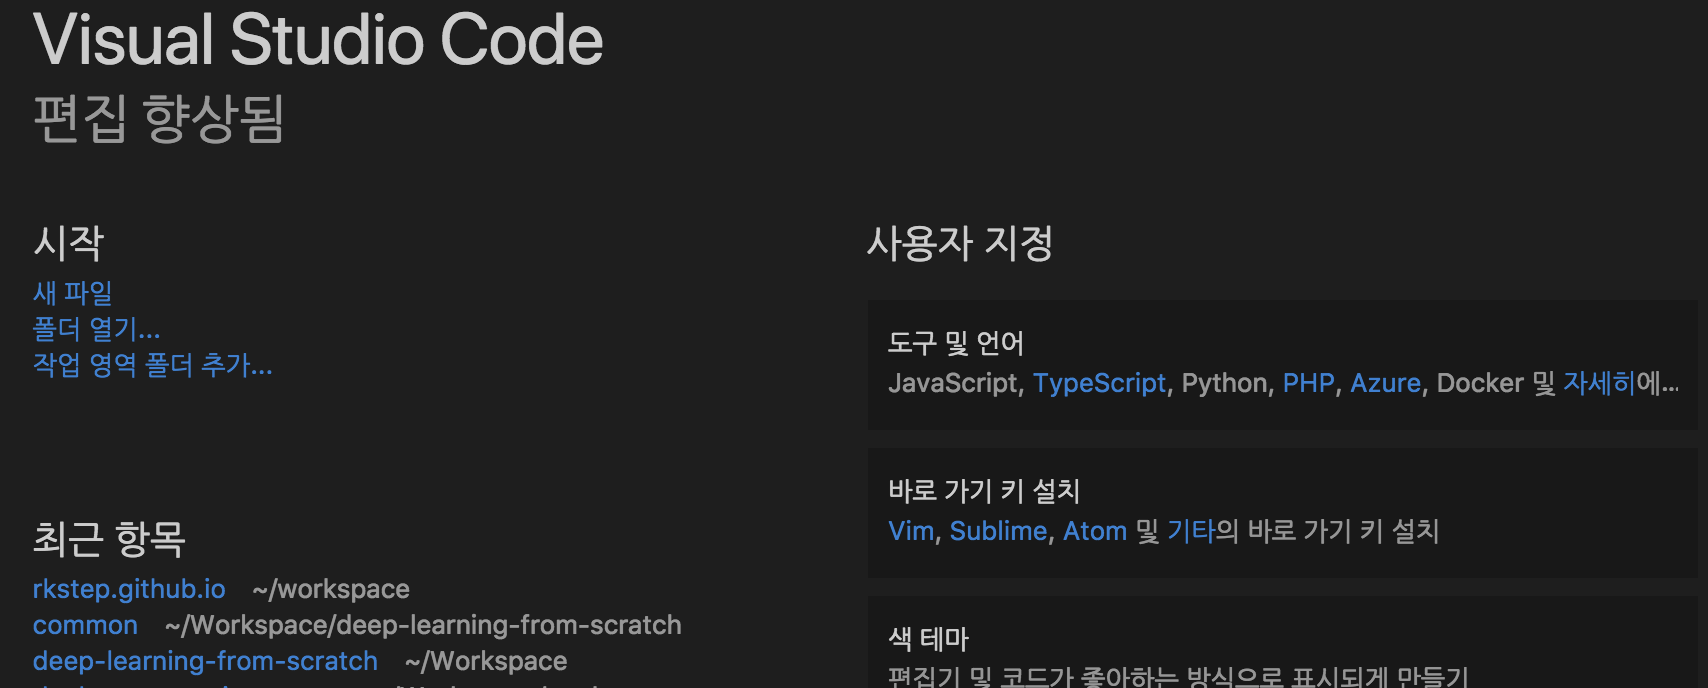 Visual Studio Code
편집 향상됨
시작
새 파일
폴더 열기...
작업 영역 폴더 추가...
최근 항목
rkstep.github.io ~/workspace
common ~/Workspace/deep-learning-from-scratch
deep-learning-from-scratch ~/Workspace
사용자 지정
도구 및 언어
JavaScript, TypeScript, Python, PHP, Azure, Docker 및 자세히에...
바로 가기 키 설치
Vim, Sublime, Atom 및 기타의 바로 가기 키 설치
색 테마
편집기 및 코드가 좋아하는 방식으로 표시되게 만들기